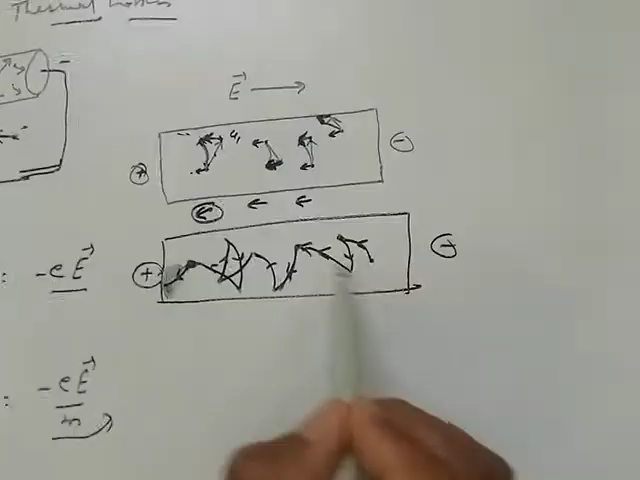 Thermal
E→ →
+ −
+
: -eE→
: -eE→
m